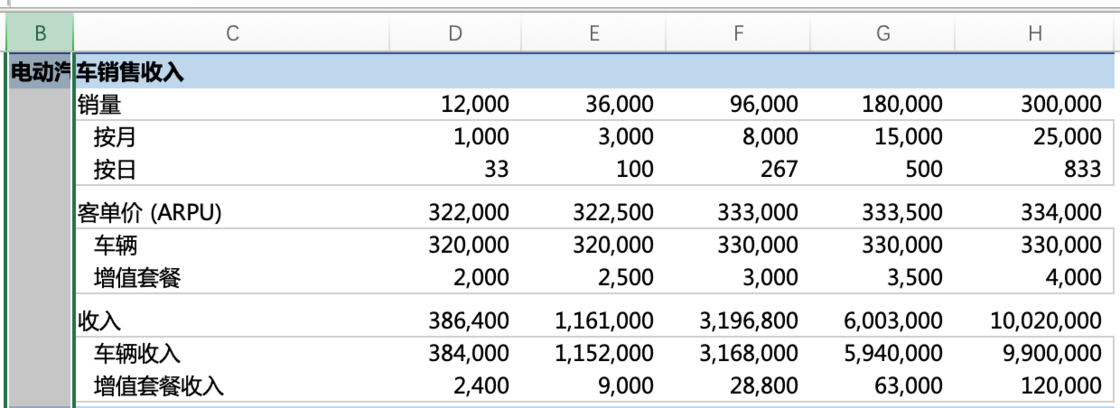 B C D E F G H
电动汽车销售收入
销量 12,000 36,000 96,000 180,000 300,000
按月 1,000 3,000 8,000 15,000 25,000
按日 33 100 267 500 833
客单价 (ARPU) 322,000 322,500 333,000 333,500 334,000
车辆 320,000 320,000 330,000 330,000 330,000
增值套餐 2,000 2,500 3,000 3,500 4,000
收入 386,400 1,161,000 3,196,800 6,003,000 10,020,000
车辆收入 384,000 1,152,000 3,168,000 5,940,000 9,900,000
增值套餐收入 2,400 9,000 28,800 63,000 120,000